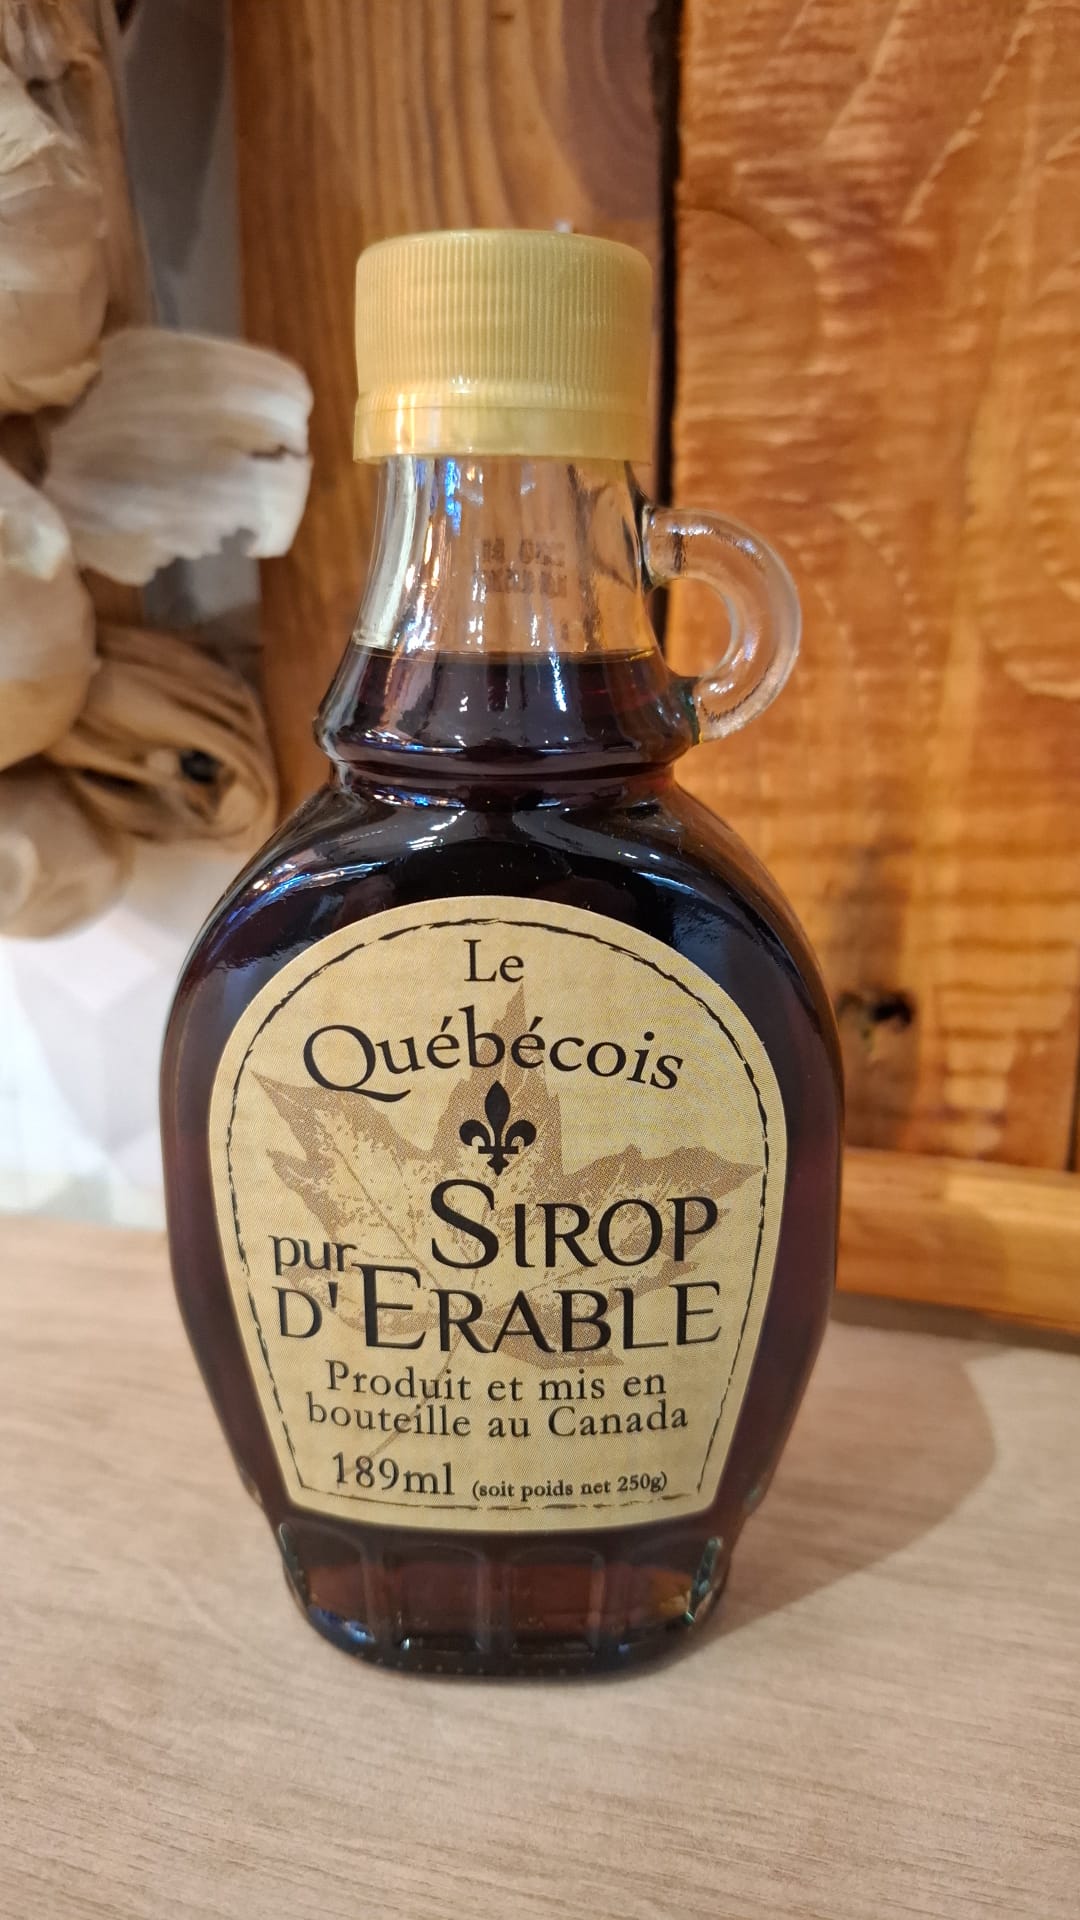 Le
Québécois
pur SIROP
D'ERABLE
Produit et mis en
bouteille au Canada
189ml (soit poids net 250g)